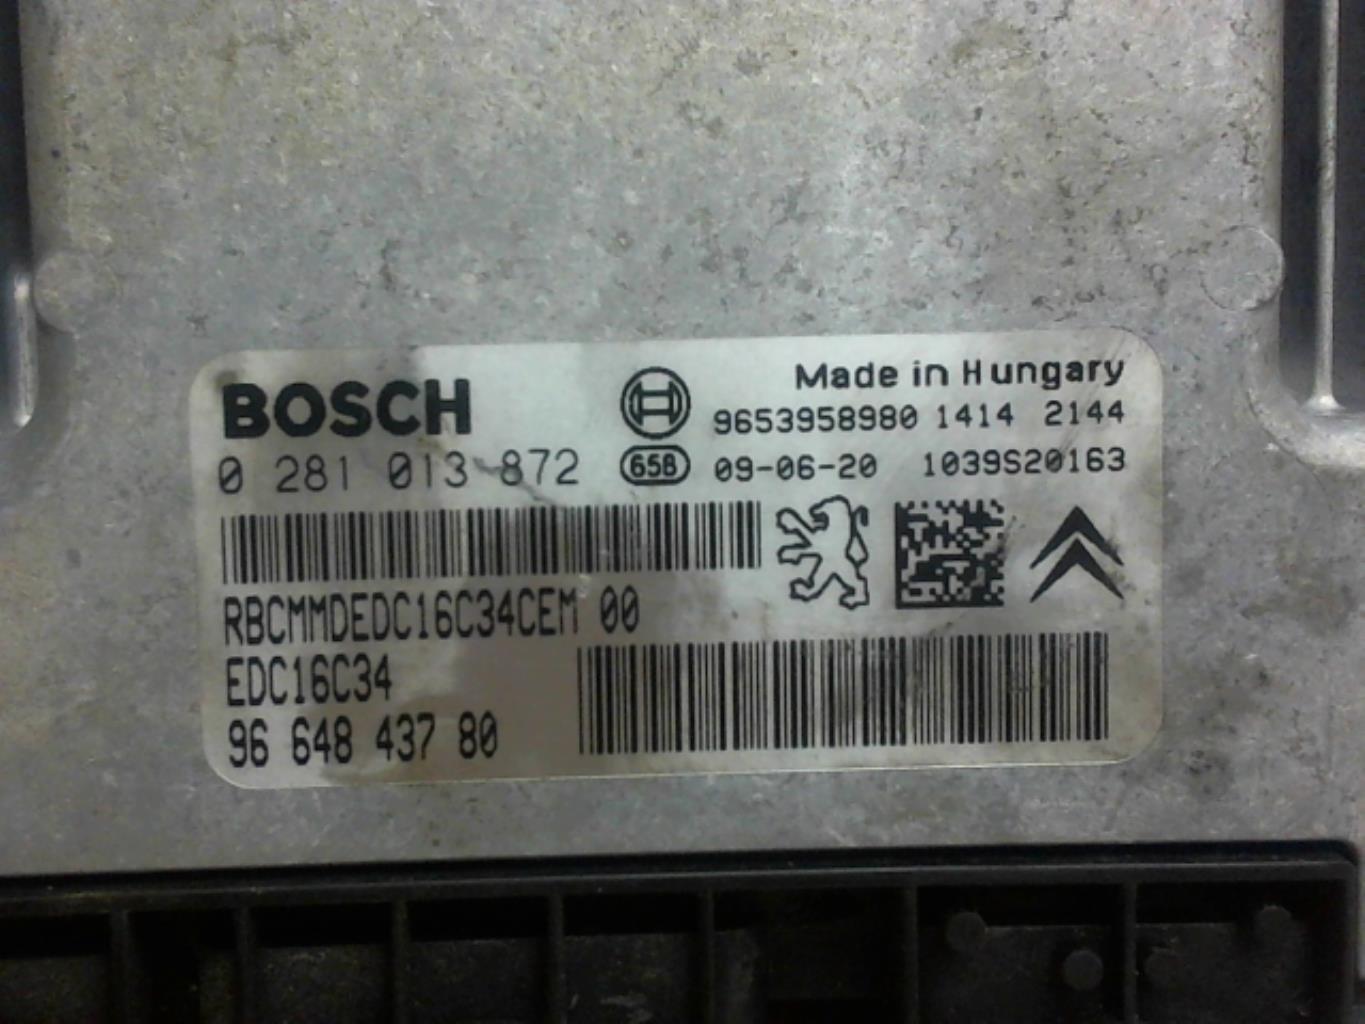 BOSCH
Made in Hungary
9653958980 1414 2144
0 281 013 872
658
09-06-20 1039S20163
RBCMMDEDC16C34CEM 00
EDC16C34
96 648 437 80